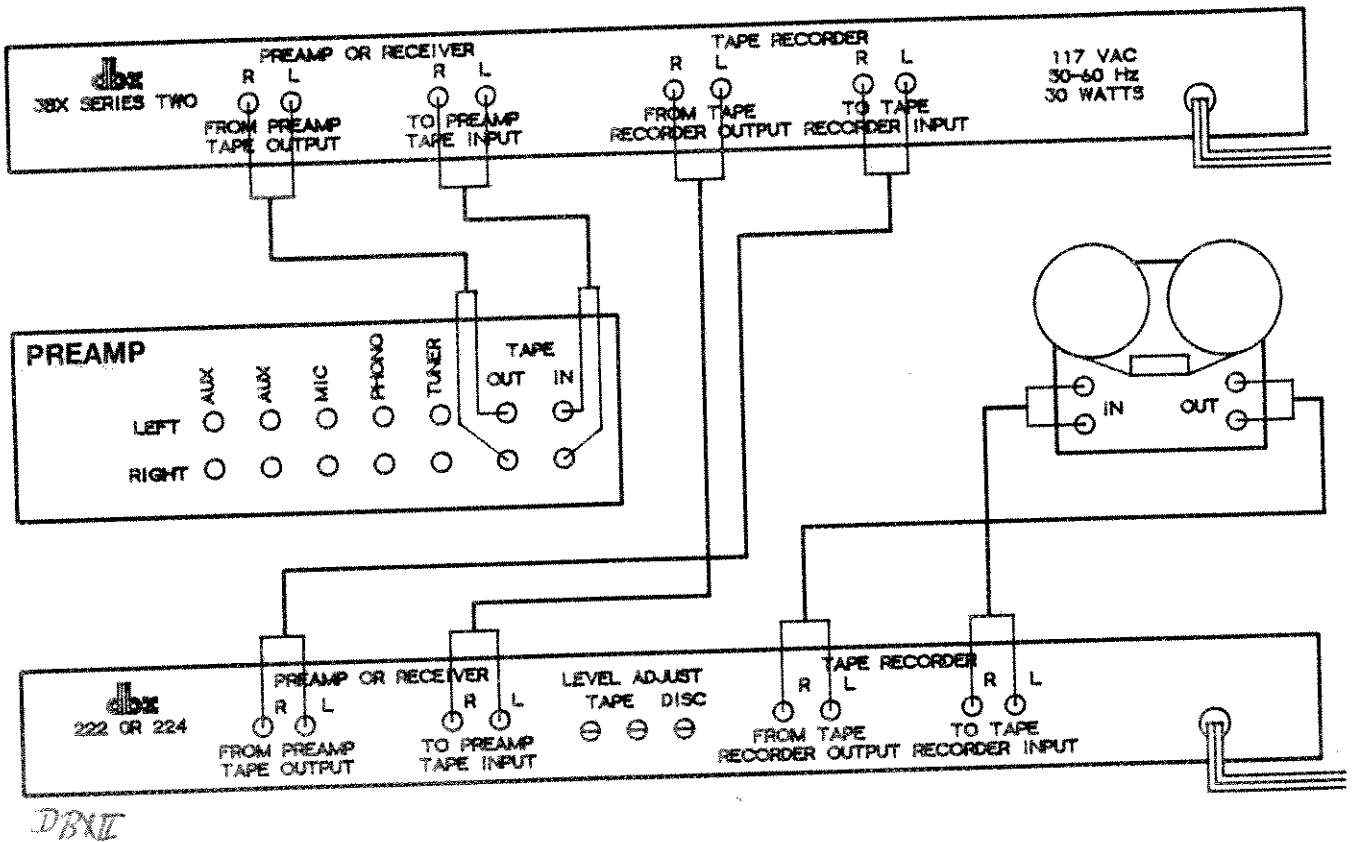 PREAMP OR RECEIVER
TAPE RECORDER
dbx
38X SERIES TWO
R L
R L
R L
R L
FROM PREAMP
TAPE OUTPUT
TO PREAMP
TAPE INPUT
FROM TAPE
RECORDER OUTPUT
TO TAPE
RECORDER INPUT
117 VAC
30-60 Hz
30 WATTS
PREAMP
AUX
AUX
MIC
PHONO
TUNER
TAPE
OUT IN
LEFT
RIGHT
IN OUT
PREAMP OR RECEIVER
LEVEL ADJUST
TAPE DISC
TAPE RECORDER
dbx
222 OR 224
R L
R L
R L
R L
FROM PREAMP
TAPE OUTPUT
TO PREAMP
TAPE INPUT
FROM TAPE
RECORDER OUTPUT
TO TAPE
RECORDER INPUT
DBXII